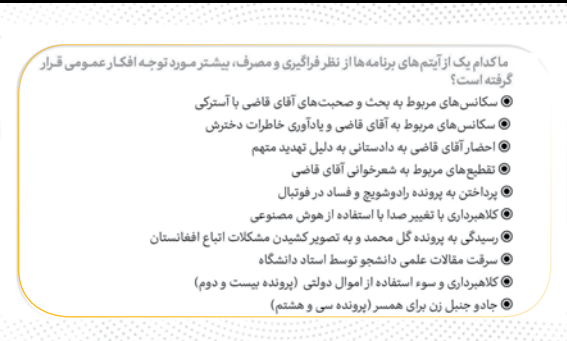 ما کدام یک از آیتم های برنامه ها از نظر فراگیری و مصرف، بیشتر مورد توجه افکار عمومی قرار
گرفته است؟
سکانس های مربوط به بحث و صحبت های آقای قاضی با آسترکی
سکانس های مربوط به آقای قاضی و یادآوری خاطرات دخترش
احضار آقای قاضی به دادستانی به دلیل تهدید متهم
تقطیع های مربوط به شعرخوانی آقای قاضی
پرداختن به پرونده رادوشویچ و فساد در فوتبال
کلاهبرداری با تغییر صدا با استفاده از هوش مصنوعی
رسیدگی به پرونده گل محمد و به تصویر کشیدن مشکلات اتباع افغانستان
سرقت مقالات علمی دانشجو توسط استاد دانشگاه
کلاهبرداری و سوء استفاده از اموال دولتی (پرونده بیست و دوم)
جادو جنبل زن برای همسر (پرونده سی و هشتم)